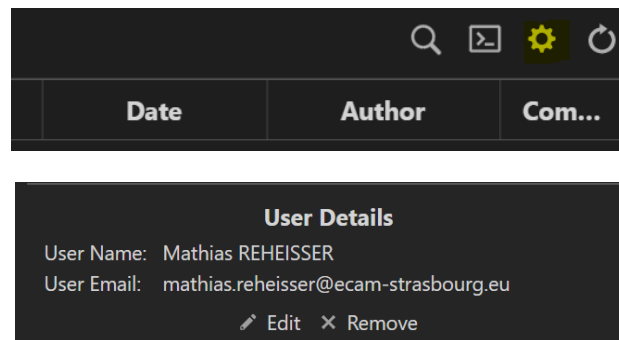 Date Author Com...
User Details
User Name: Mathias REHEISSER
User Email: mathias.reheisser@ecam-strasbourg.eu
Edit Remove